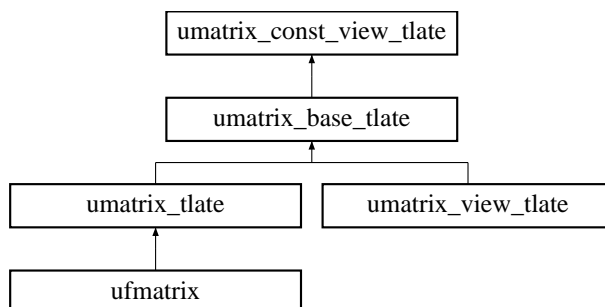 umatrix_const_view_tlate
umatrix_base_tlate
umatrix_tlate
umatrix_view_tlate
ufmatrix